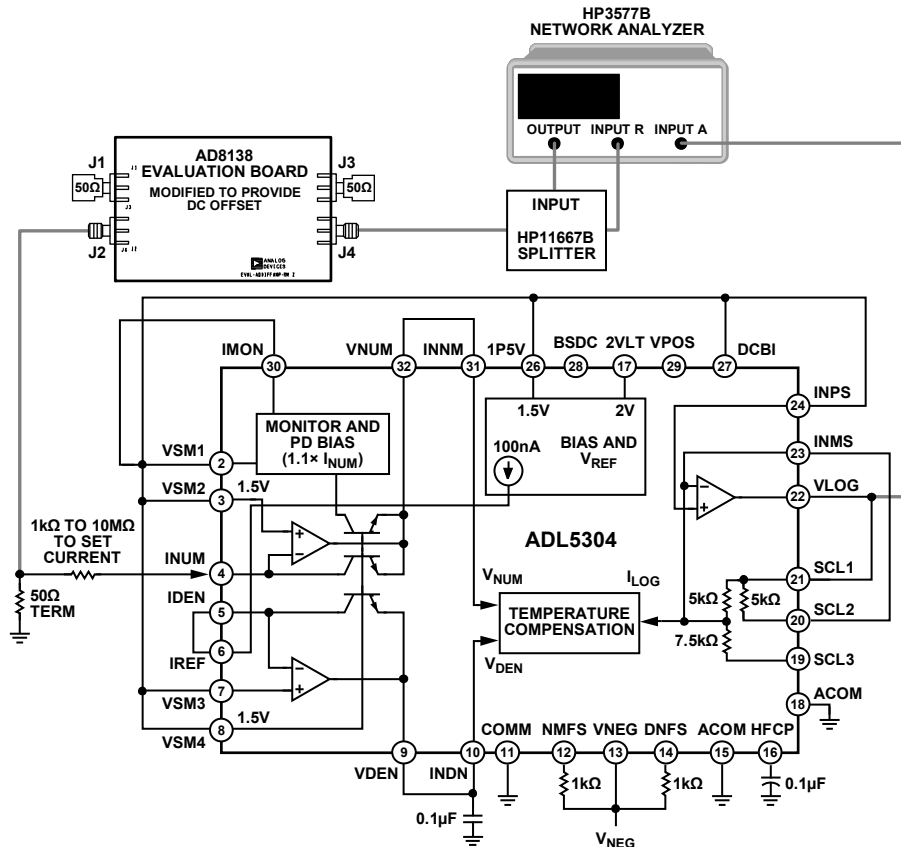 HP3577B
NETWORK ANALYZER
OUTPUT INPUT R INPUT A
AD8138
EVALUATION BOARD
MODIFIED TO PROVIDE
DC OFFSET
J1
J1
50Ω
J3
J2
J2
J3
50Ω
J4
ANALOG
DEVICES
INPUT
HP11667B
SPLITTER
IMON
VNUM
INNM
1P5V
BSDC
2VLT
VPOS
DCBI
30
32
31
26
28
17
29
27
INPS
24
INMS
23
VLOG
22
SCL1
21
SCL2
20
SCL3
19
ACOM
18
MONITOR AND
PD BIAS
(1.1× INUM)
1.5V
2V
100nA
BIAS AND
VREF
VSM1
2
VSM2
3
1.5V
1kΩ TO 10MΩ
TO SET
CURRENT
INUM
4
50Ω
TERM
IDEN
5
IREF
6
VSM3
7
VSM4
8
1.5V
+
−
−
+
−
+
ADL5304
VNUM
ILOG
TEMPERATURE
COMPENSATION
VDEN
5kΩ
5kΩ
7.5kΩ
COMM
NMFS
VNEG
DNFS
ACOM
HFCP
9
10
11
12
13
14
15
16
VDEN
INDN
1kΩ
1kΩ
0.1µF
0.1µF
VNEG